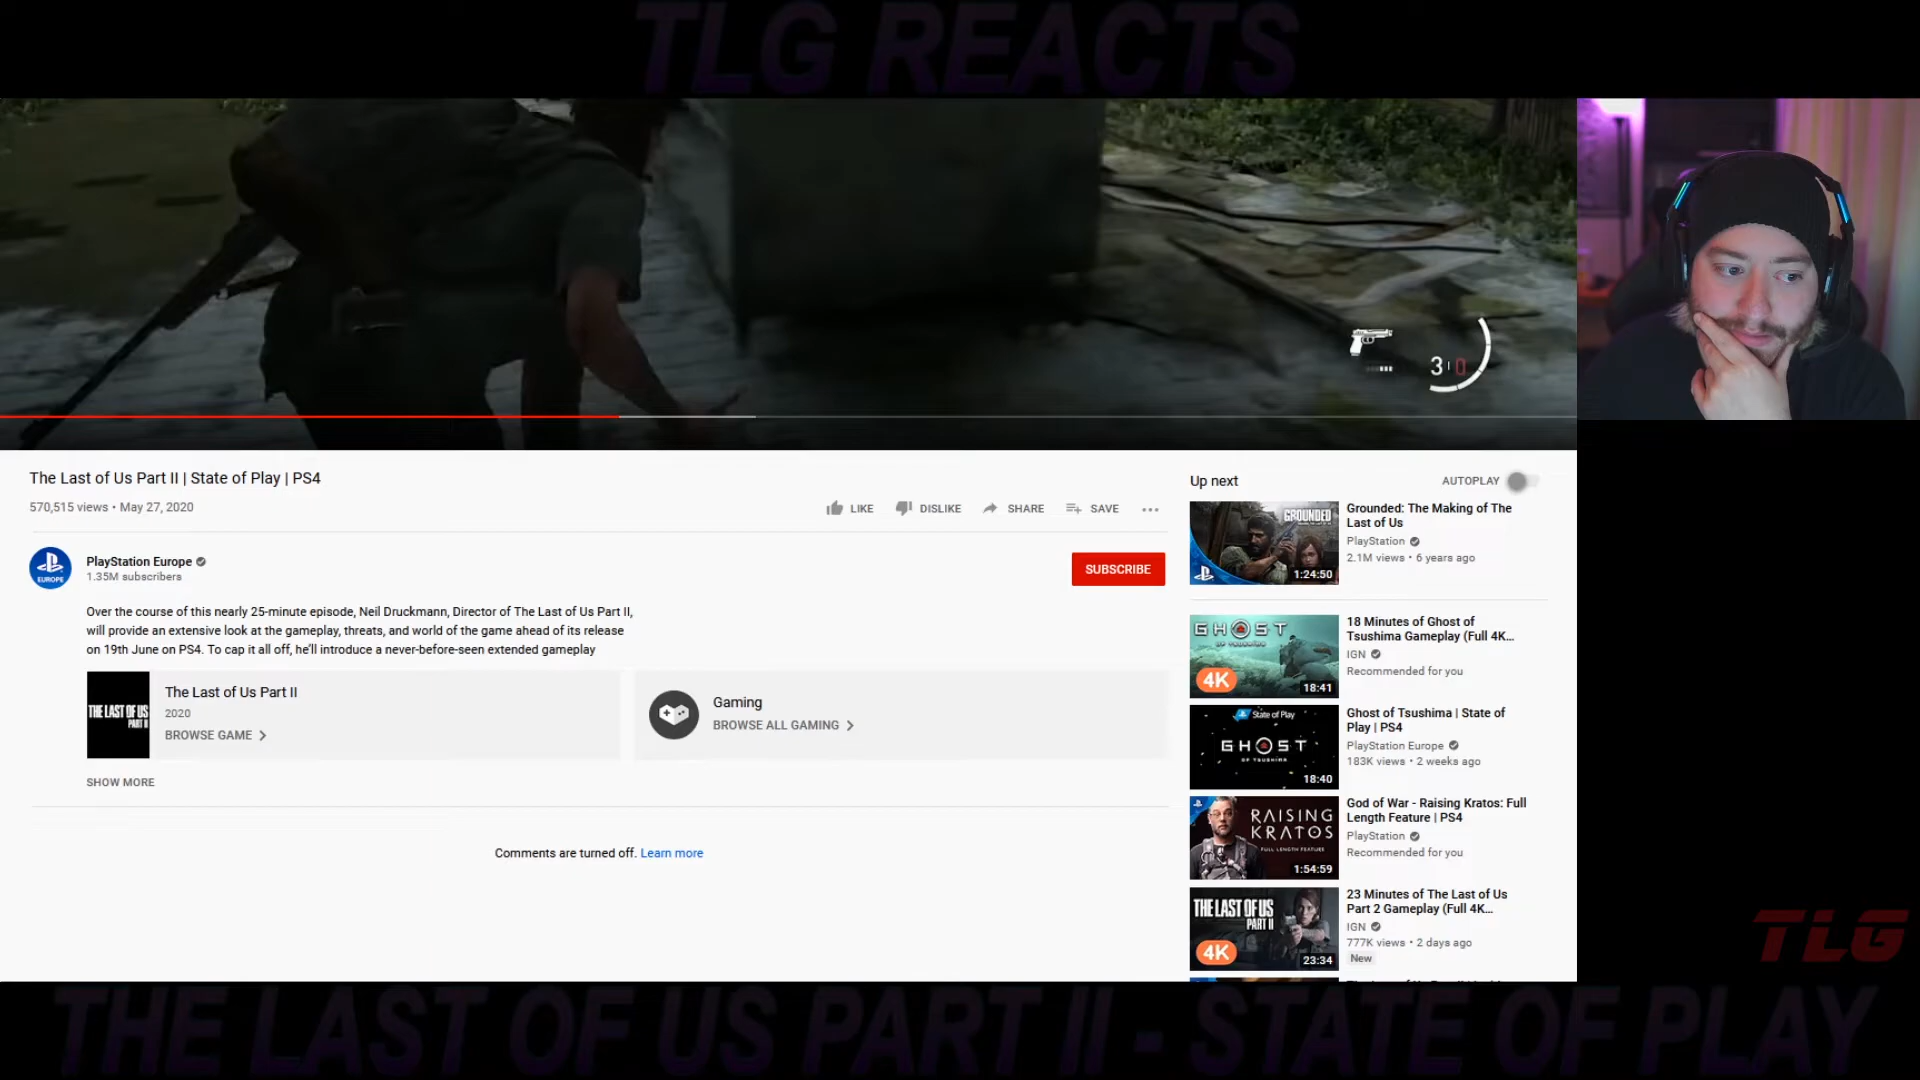 TLG REACTS
3 | 0
The Last of Us Part II | State of Play | PS4
570,515 views • May 27, 2020
LIKE
DISLIKE
SHARE
SAVE
EUROPE
PlayStation Europe
1.35M subscribers
SUBSCRIBE
Over the course of this nearly 25-minute episode, Neil Druckmann, Director of The Last of Us Part II,
will provide an extensive look at the gameplay, threats, and world of the game ahead of its release
on 19th June on PS4. To cap it all off, he'll introduce a never-before-seen extended gameplay
THE LAST OF US
PART II
The Last of Us Part II
2020
BROWSE GAME
Gaming
BROWSE ALL GAMING
SHOW MORE
Comments are turned off. Learn more
Up next
AUTOPLAY
GROUNDED
1:24:50
Grounded: The Making of The
Last of Us
PlayStation
2.1M views • 6 years ago
GHOST
OF TSUSHIMA
4K
18:41
18 Minutes of Ghost of
Tsushima Gameplay (Full 4K...
IGN
Recommended for you
State of Play
GHOST
OF TSUSHIMA
18:40
Ghost of Tsushima | State of
Play | PS4
PlayStation Europe
183K views • 2 weeks ago
RAISING
KRATOS
FULL LENGTH FEATURE
1:54:59
God of War - Raising Kratos: Full
Length Feature | PS4
PlayStation
Recommended for you
THE LAST OF US
PART II
4K
23:34
23 Minutes of The Last of Us
Part 2 Gameplay (Full 4K...
IGN
777K views • 2 days ago
New
TLG
THE LAST OF US PART II - STATE OF PLAY